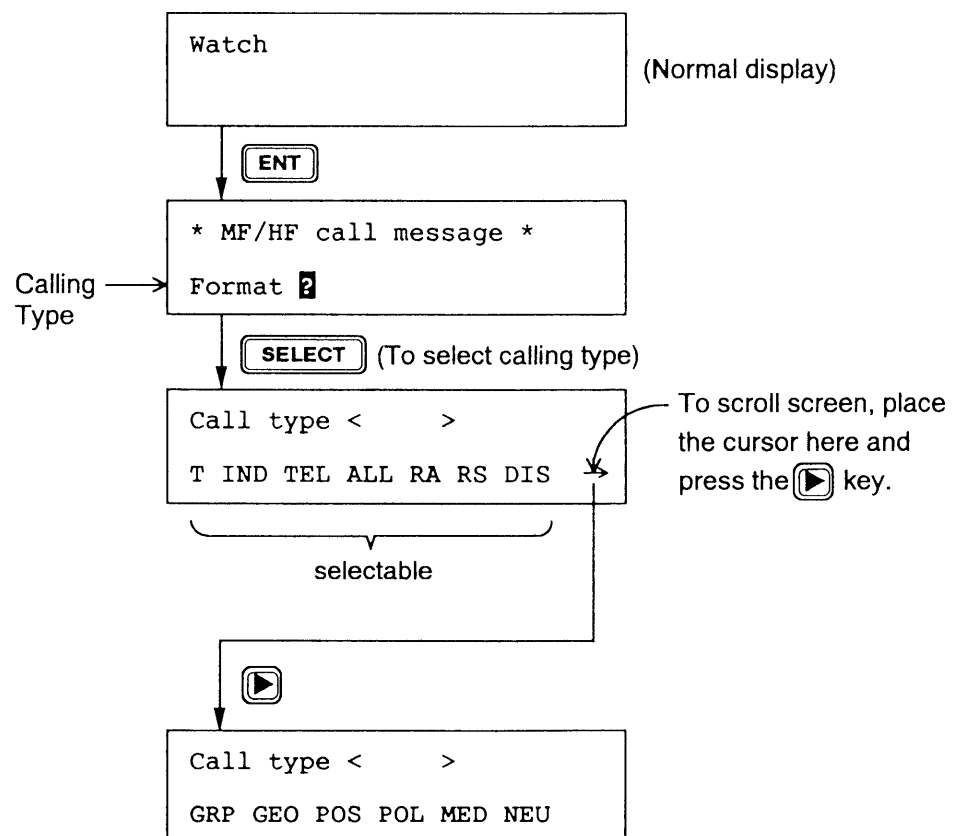 Watch
(Normal display)
ENT
* MF/HF call message *
Calling
Type
Format ?
SELECT (To select calling type)
Call type <     >
T IND TEL ALL RA RS DIS →
To scroll screen, place
the cursor here and
press the ▶ key.
selectable
▶
Call type <     >
GRP GEO POS POL MED NEU